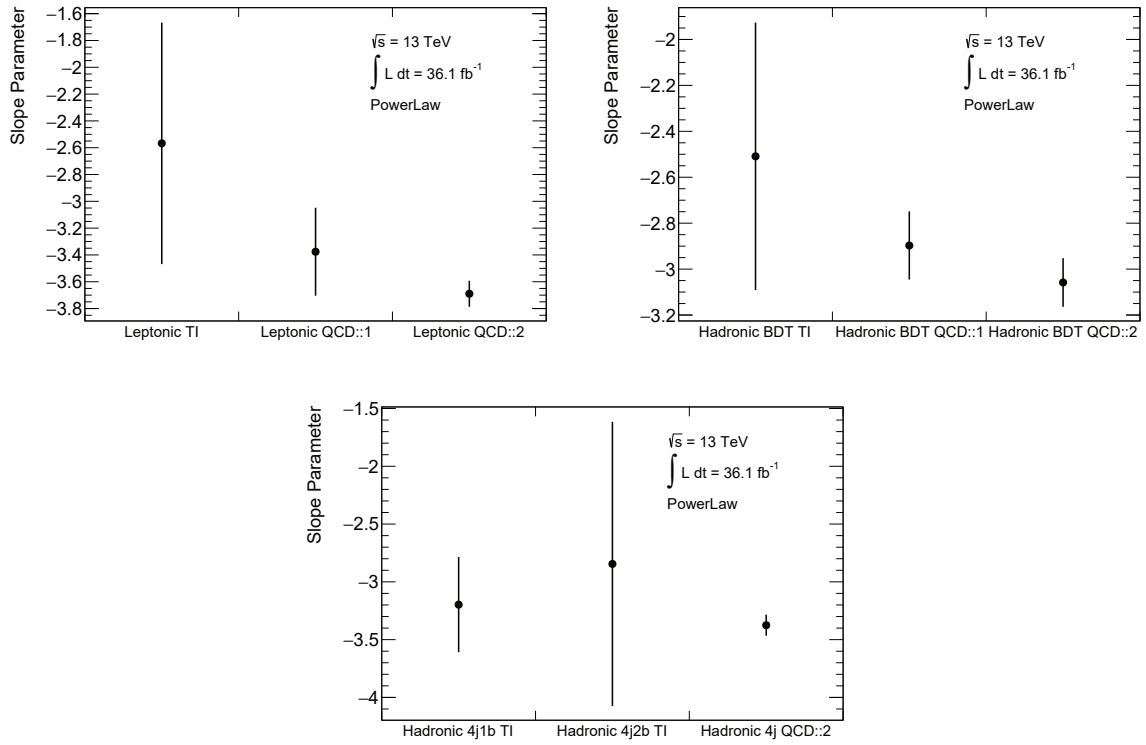 Slope Parameter
−1.6
−1.8
−2
−2.2
−2.4
−2.6
−2.8
−3
−3.2
−3.4
−3.6
−3.8
√s = 13 TeV
∫ L dt = 36.1 fb⁻¹
PowerLaw
Leptonic TI Leptonic QCD::1 Leptonic QCD::2
Slope Parameter
−2
−2.2
−2.4
−2.6
−2.8
−3
−3.2
√s = 13 TeV
∫ L dt = 36.1 fb⁻¹
PowerLaw
Hadronic BDT TI Hadronic BDT QCD::1 Hadronic BDT QCD::2
Slope Parameter
−1.5
−2
−2.5
−3
−3.5
−4
√s = 13 TeV
∫ L dt = 36.1 fb⁻¹
PowerLaw
Hadronic 4j1b TI Hadronic 4j2b TI Hadronic 4j QCD::2